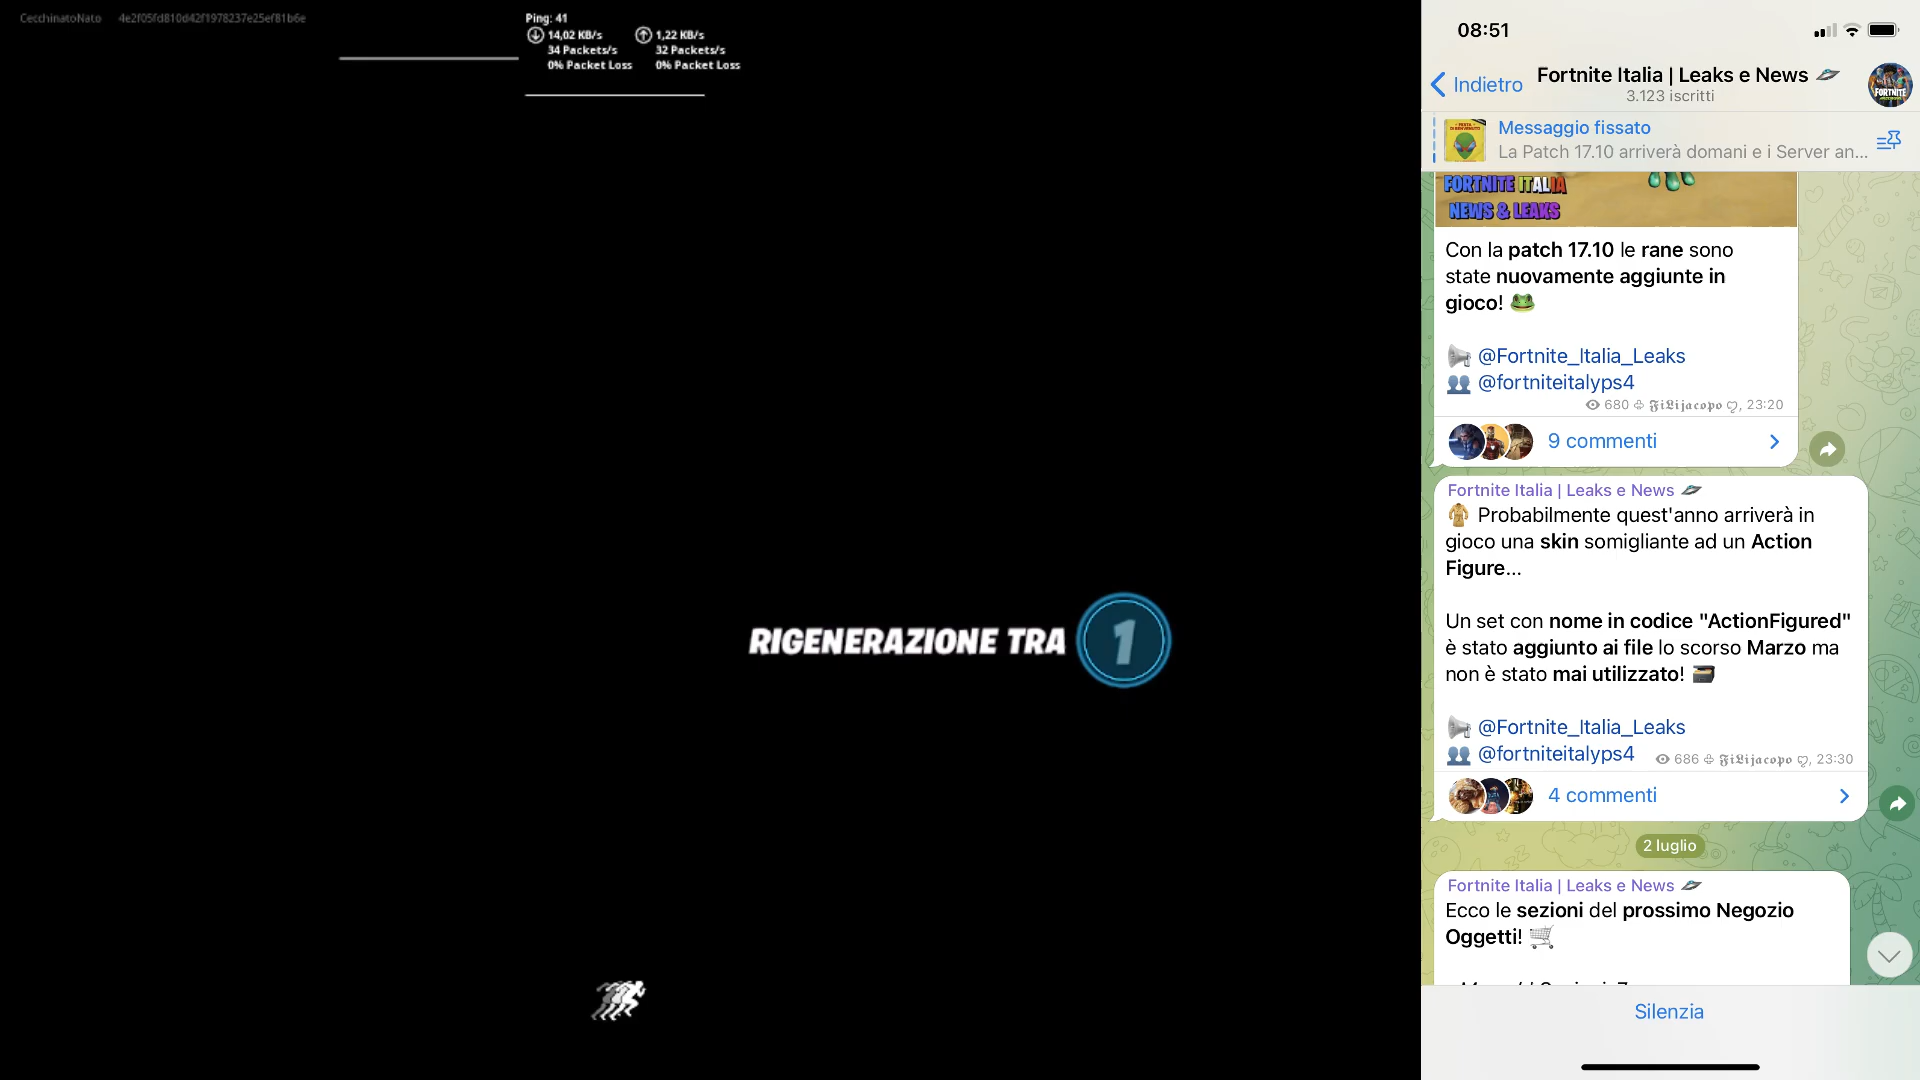 CecchinatoNato 4e2f05fd810d42f1978237e25ef81b6e
Ping: 41
14,02 KB/s
34 Packets/s
0% Packet Loss
1,22 KB/s
32 Packets/s
0% Packet Loss
RIGENERAZIONE TRA 1
08:51
Indietro
Fortnite Italia | Leaks e News
3.123 iscritti
FORTNITE
Messaggio fissato
La Patch 17.10 arriverà domani e i Server an...
FORTNITE ITALIA
NEWS & LEAKS
Con la patch 17.10 le rane sono
state nuovamente aggiunte in
gioco! 🐸
📢 @Fortnite_Italia_Leaks
👥 @fortniteitalyps4
680 𝕱𝖎𝕷𝖎𝖏𝖆𝖈𝖔𝖕𝖔, 23:20
9 commenti
Fortnite Italia | Leaks e News
🥋 Probabilmente quest'anno arriverà in
gioco una skin somigliante ad un Action
Figure...
Un set con nome in codice "ActionFigured"
è stato aggiunto ai file lo scorso Marzo ma
non è stato mai utilizzato! 🗃
📢 @Fortnite_Italia_Leaks
👥 @fortniteitalyps4
686 𝕱𝖎𝕷𝖎𝖏𝖆𝖈𝖔𝖕𝖔, 23:30
4 commenti
2 luglio
Fortnite Italia | Leaks e News
Ecco le sezioni del prossimo Negozio
Oggetti! 🛒
Silenzia